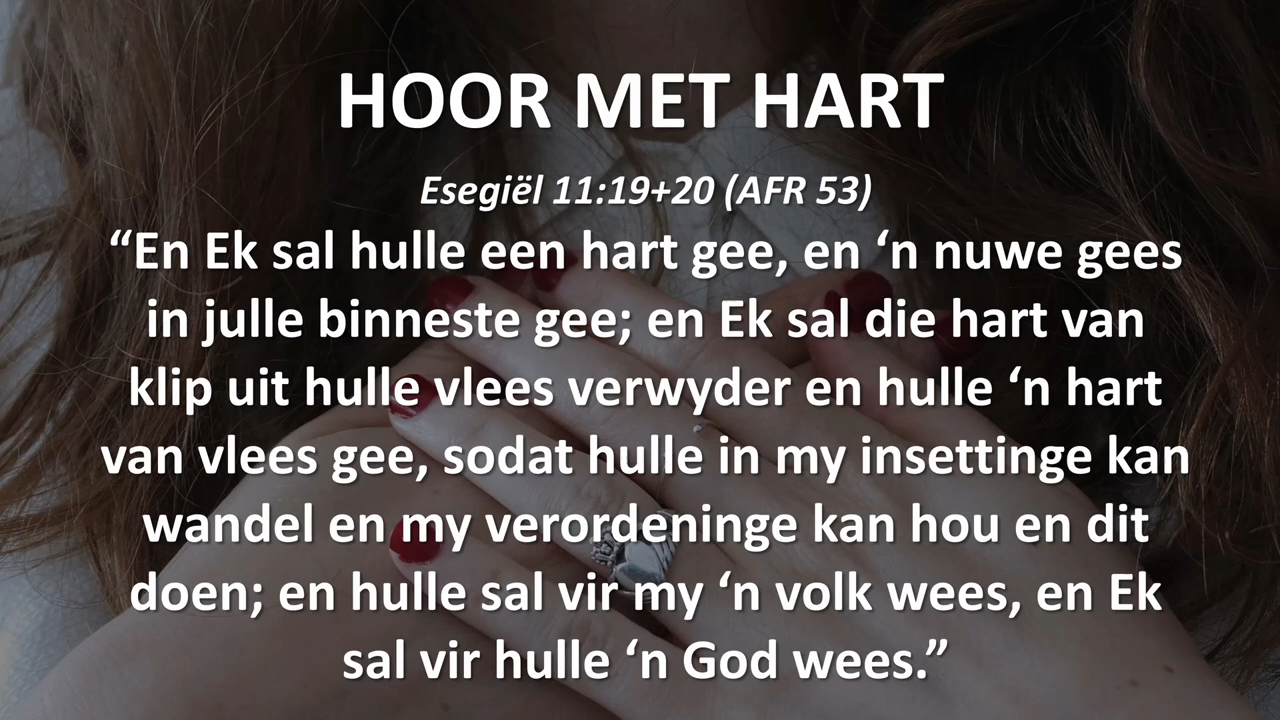 HOOR MET HART
Esegiël 11:19+20 (AFR 53)
“En Ek sal hulle een hart gee, en ‘n nuwe gees
in julle binneste gee; en Ek sal die hart van
klip uit hulle vlees verwyder en hulle ‘n hart
van vlees gee, sodat hulle in my insettinge kan
wandel en my verordeninge kan hou en dit
doen; en hulle sal vir my ‘n volk wees, en Ek
sal vir hulle ‘n God wees.”